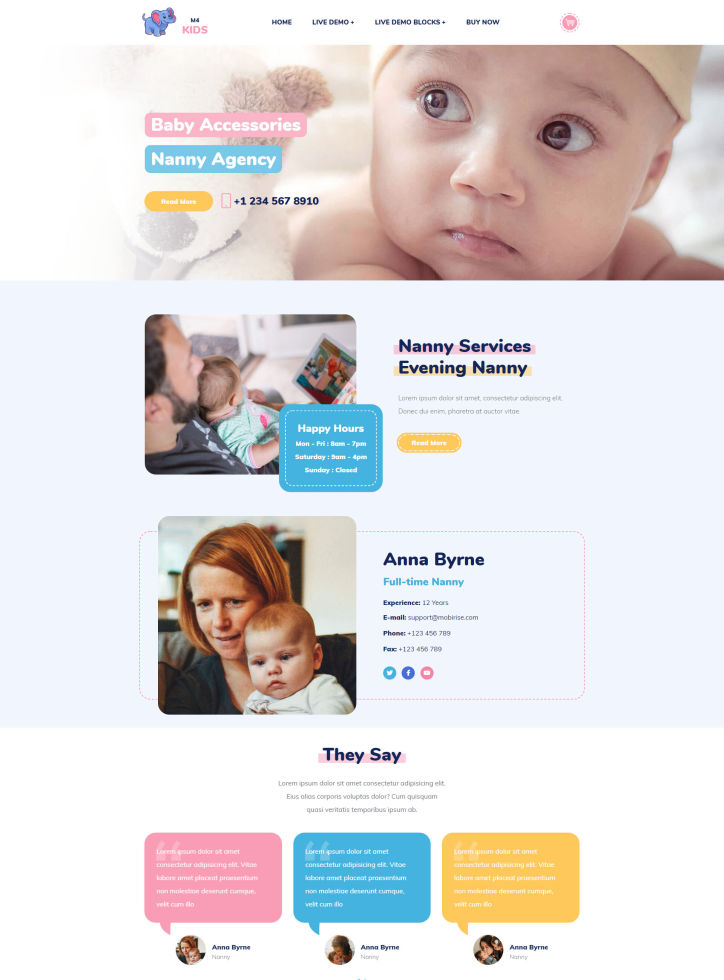 M4
KIDS
HOME
LIVE DEMO +
LIVE DEMO BLOCKS +
BUY NOW
Baby Accessories
Nanny Agency
Read More
+1 234 567 8910
Nanny Services
Evening Nanny
Lorem ipsum dolor sit amet, consectetur adipiscing elit.
Donec dui enim, pharetra at auctor vitae
Read More
Happy Hours
Mon - Fri : 8am - 7pm
Saturday : 9am - 4pm
Sunday : Closed
Anna Byrne
Full-time Nanny
Experience: 12 Years
E-mail: support@mobirise.com
Phone: +123 456 789
Fax: +123 456 789
They Say
Lorem ipsum dolor sit amet consectetur adipisicing elit.
Eius alias corporis voluptas dolor? Cum quisquam
quasi veritatis temporibus ipsum ab.
Lorem ipsum dolor sit amet
consectetur adipisicing elit. Vitae
labore amet placeat praesentium
non molestiae deserunt cumque,
velit cum illo
Anna Byrne
Nanny
Lorem ipsum dolor sit amet
consectetur adipisicing elit. Vitae
labore amet placeat praesentium
non molestiae deserunt cumque,
velit cum illo
Anna Byrne
Nanny
Lorem ipsum dolor sit amet
consectetur adipisicing elit. Vitae
labore amet placeat praesentium
non molestiae deserunt cumque,
velit cum illo
Anna Byrne
Nanny